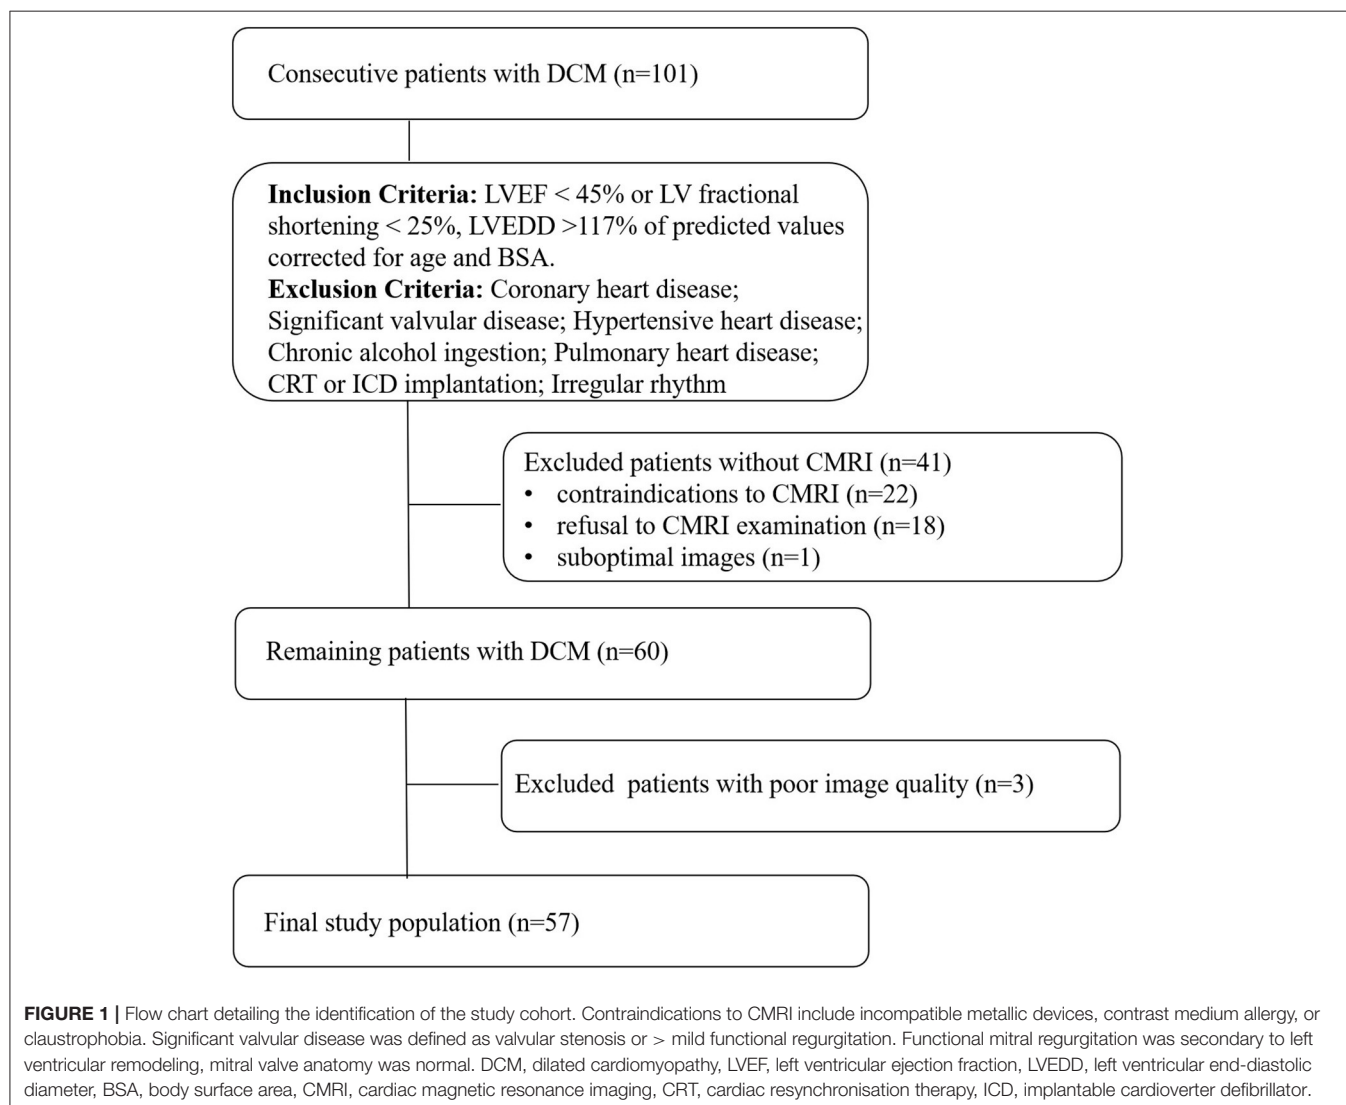 Consecutive patients with DCM (n=101)
Inclusion Criteria: LVEF < 45% or LV fractional
shortening < 25%, LVEDD >117% of predicted values
corrected for age and BSA.
Exclusion Criteria: Coronary heart disease;
Significant valvular disease; Hypertensive heart disease;
Chronic alcohol ingestion; Pulmonary heart disease;
CRT or ICD implantation; Irregular rhythm
Excluded patients without CMRI (n=41)
• contraindications to CMRI (n=22)
• refusal to CMRI examination (n=18)
• suboptimal images (n=1)
Remaining patients with DCM (n=60)
Excluded patients with poor image quality (n=3)
Final study population (n=57)
FIGURE 1 | Flow chart detailing the identification of the study cohort. Contraindications to CMRI include incompatible metallic devices, contrast medium allergy, or
claustrophobia. Significant valvular disease was defined as valvular stenosis or > mild functional regurgitation. Functional mitral regurgitation was secondary to left
ventricular remodeling, mitral valve anatomy was normal. DCM, dilated cardiomyopathy, LVEF, left ventricular ejection fraction, LVEDD, left ventricular end-diastolic
diameter, BSA, body surface area, CMRI, cardiac magnetic resonance imaging, CRT, cardiac resynchronisation therapy, ICD, implantable cardioverter defibrillator.